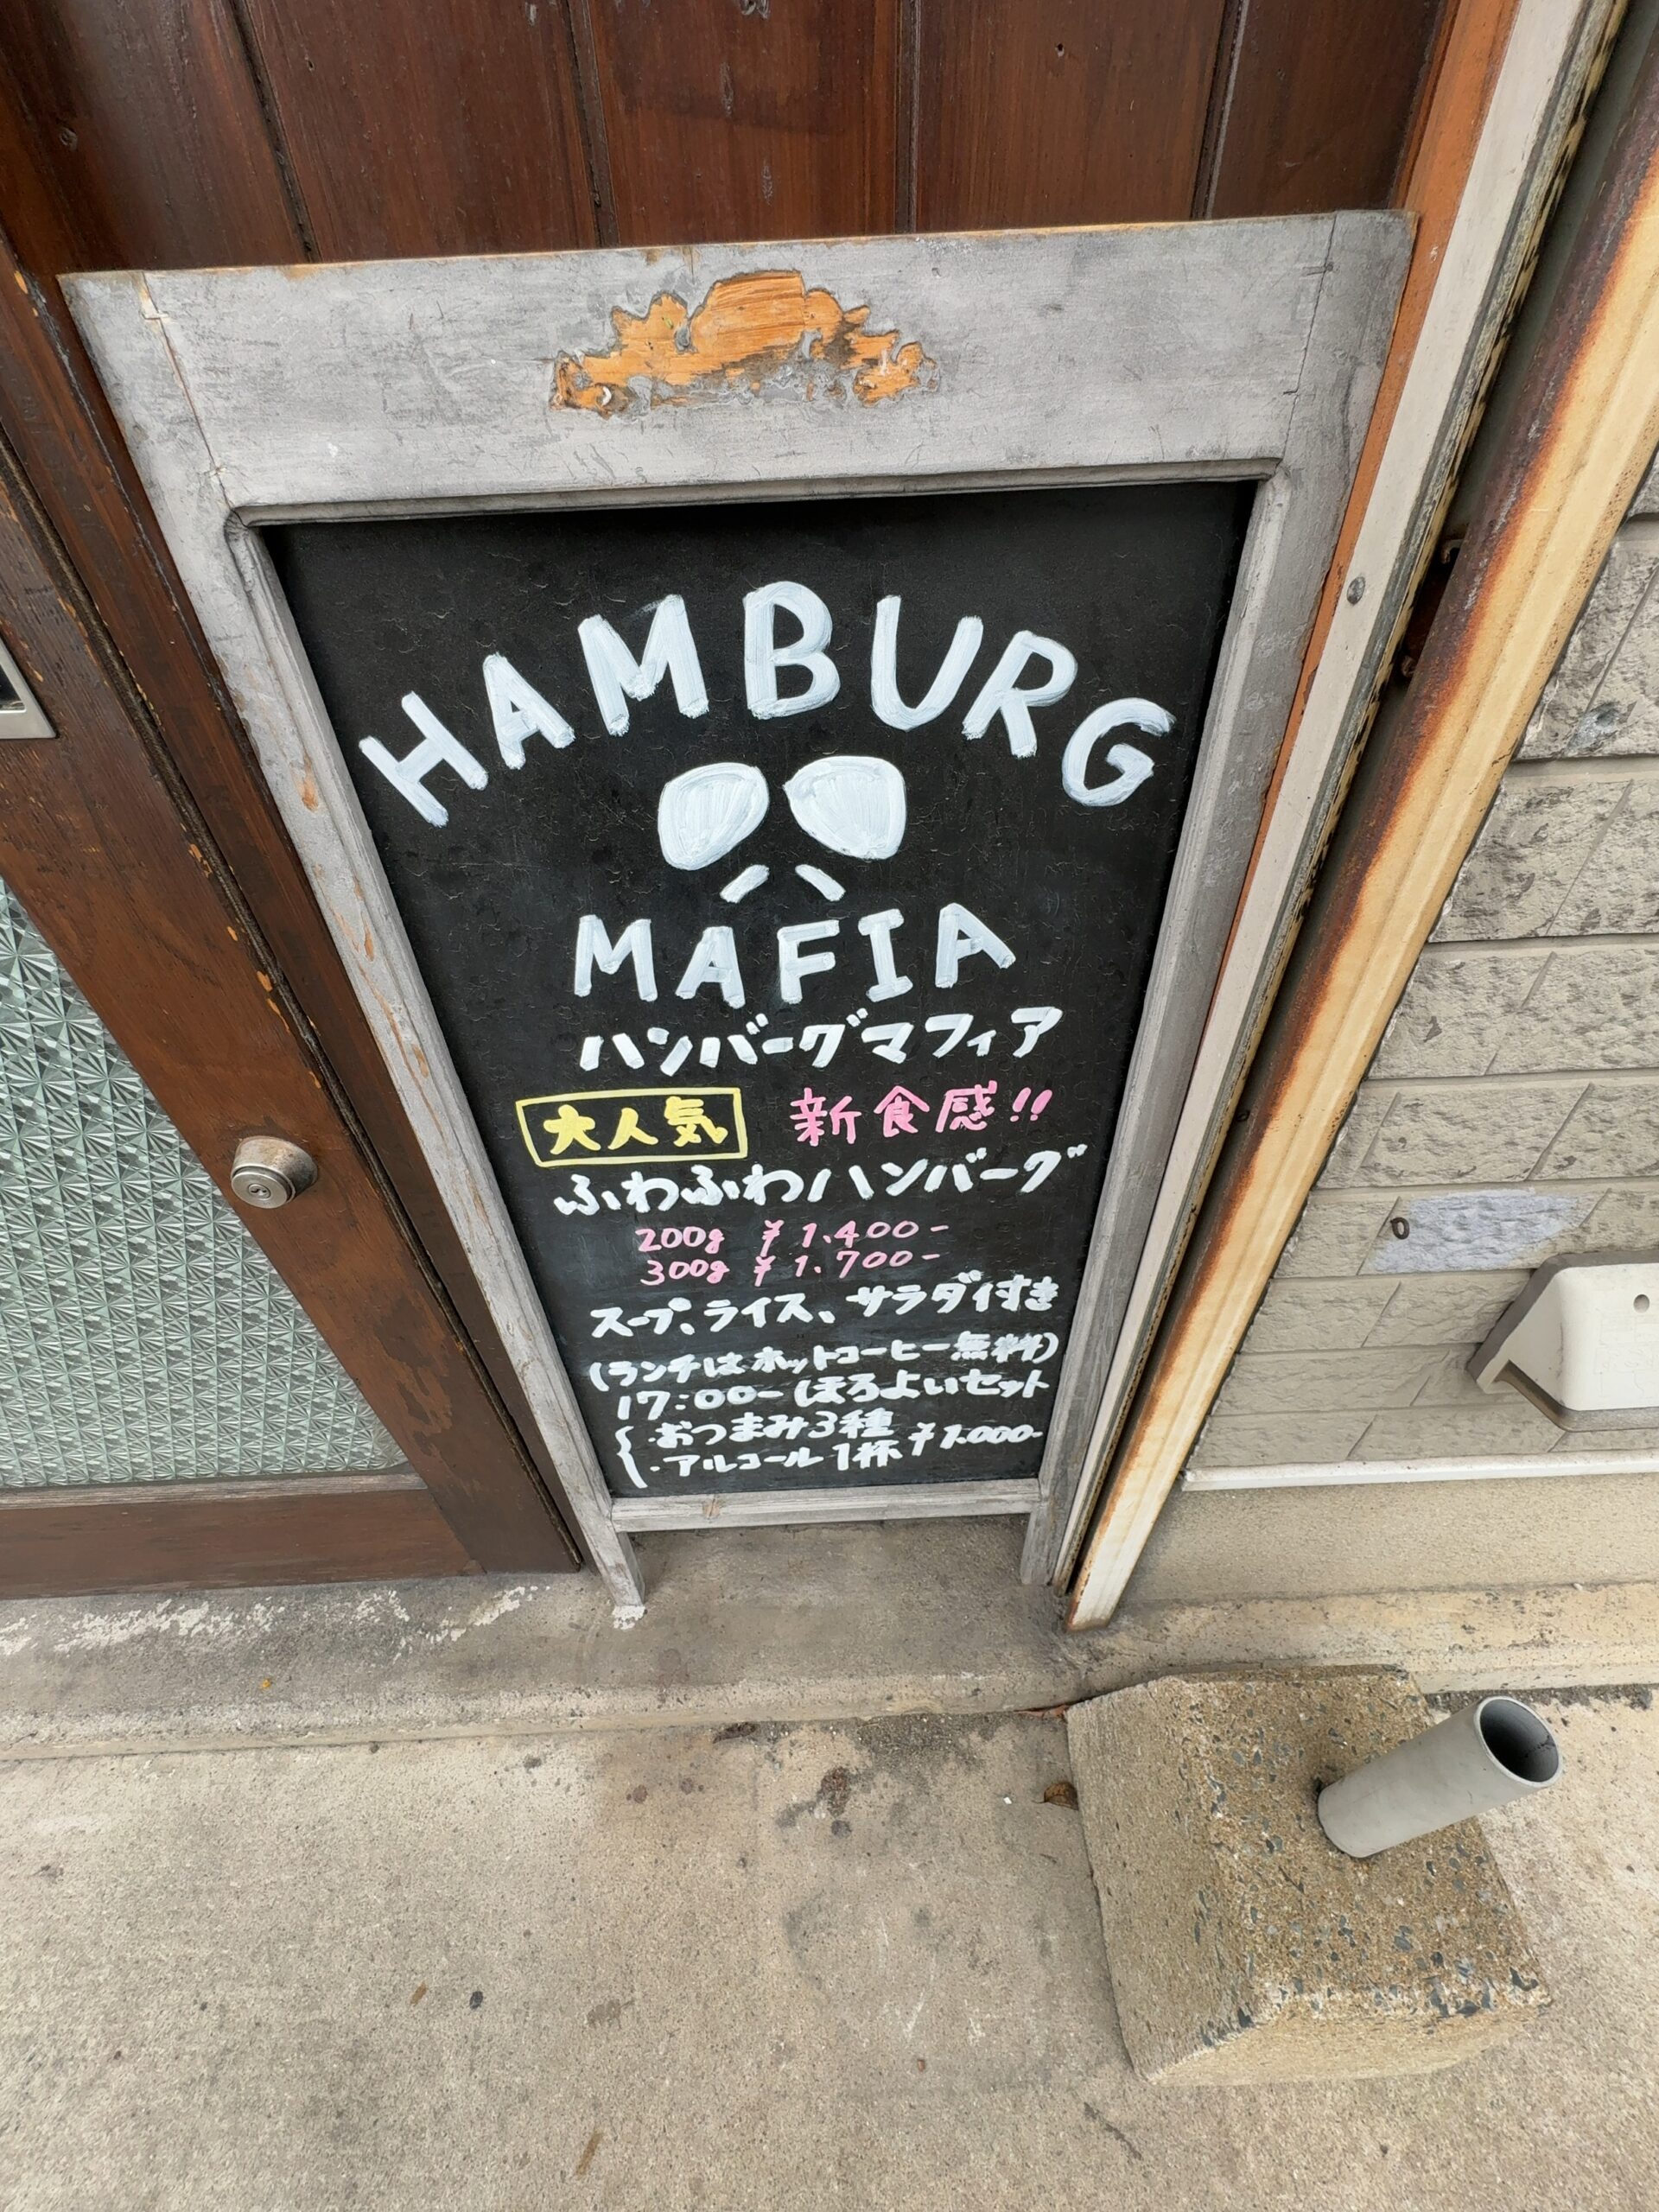 HAMBURG
MAFIA
ハンバーグマフィア
大人気 新食感!!
ふわふわハンバーグ
200g ¥1.400-
300g ¥1.700-
スープ、ライス、サラダ付き
(ランチはホットコーヒー無料)
17:00- ほろよいセット
・おつまみ3種
・アルコール1杯 ¥1.000-